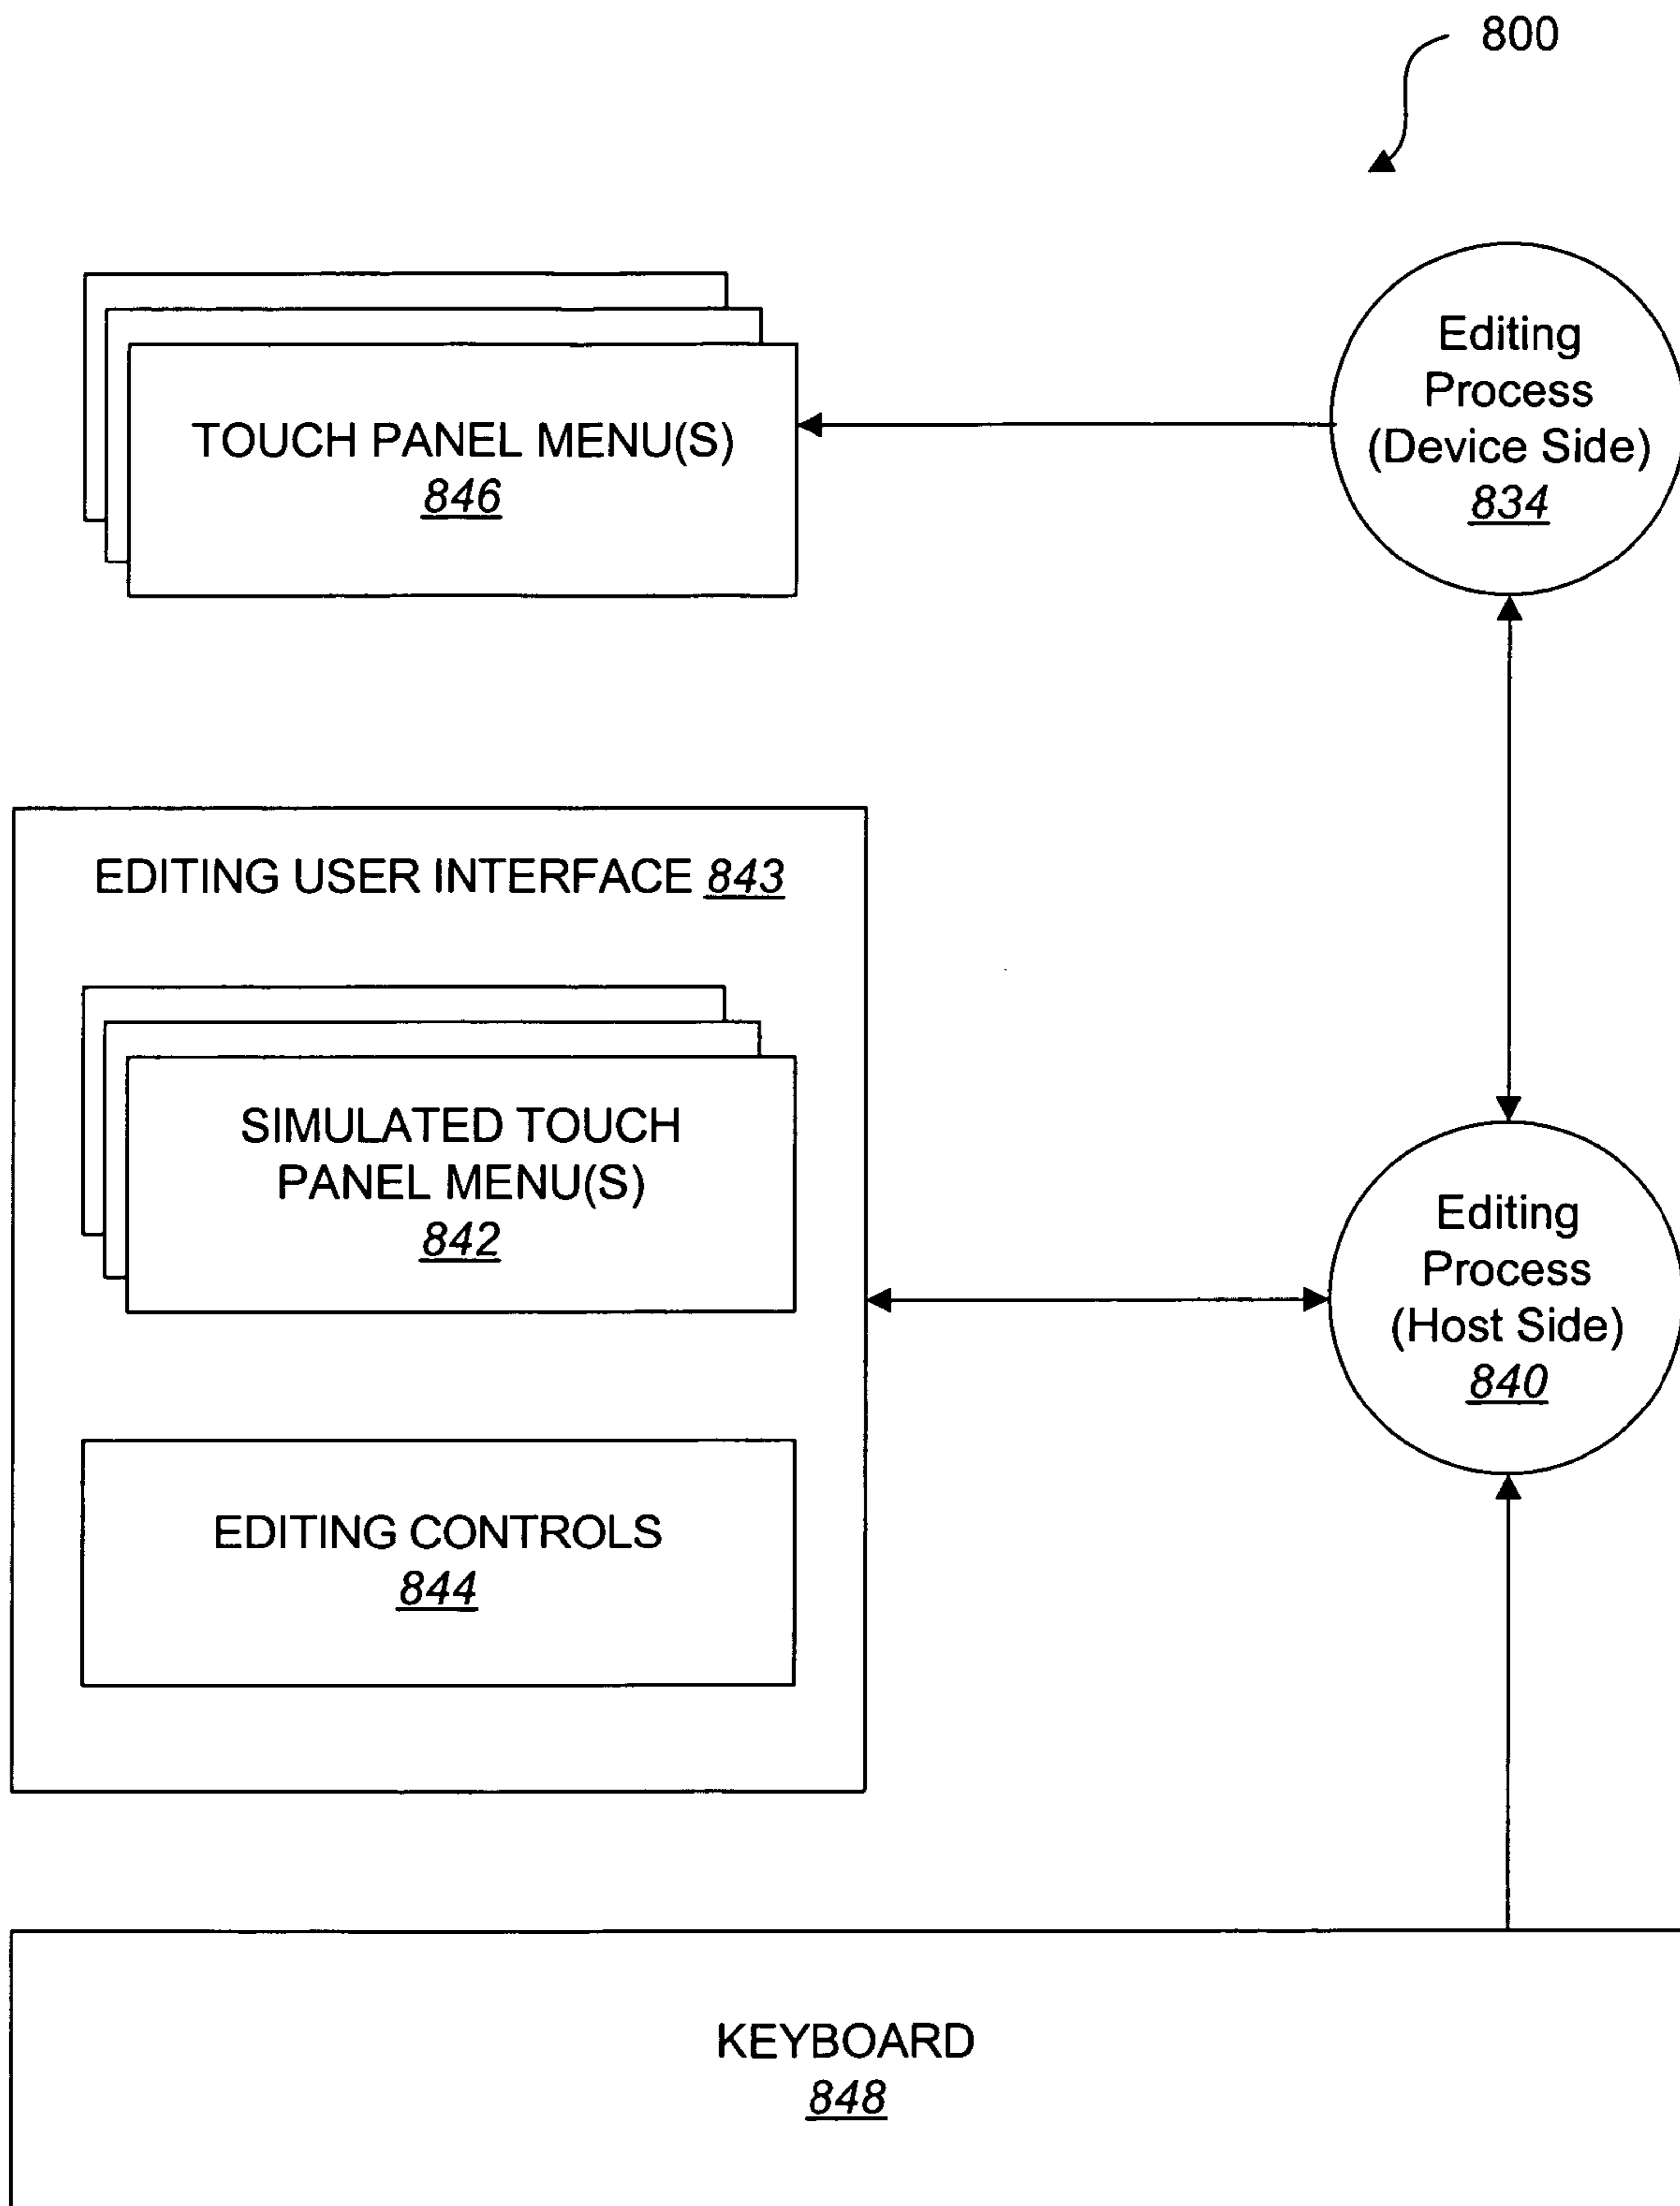 800
Editing
Process
(Device Side)
834
TOUCH PANEL MENU(S)
846
EDITING USER INTERFACE 843
SIMULATED TOUCH
PANEL MENU(S)
842
Editing
Process
(Host Side)
840
EDITING CONTROLS
844
KEYBOARD
848